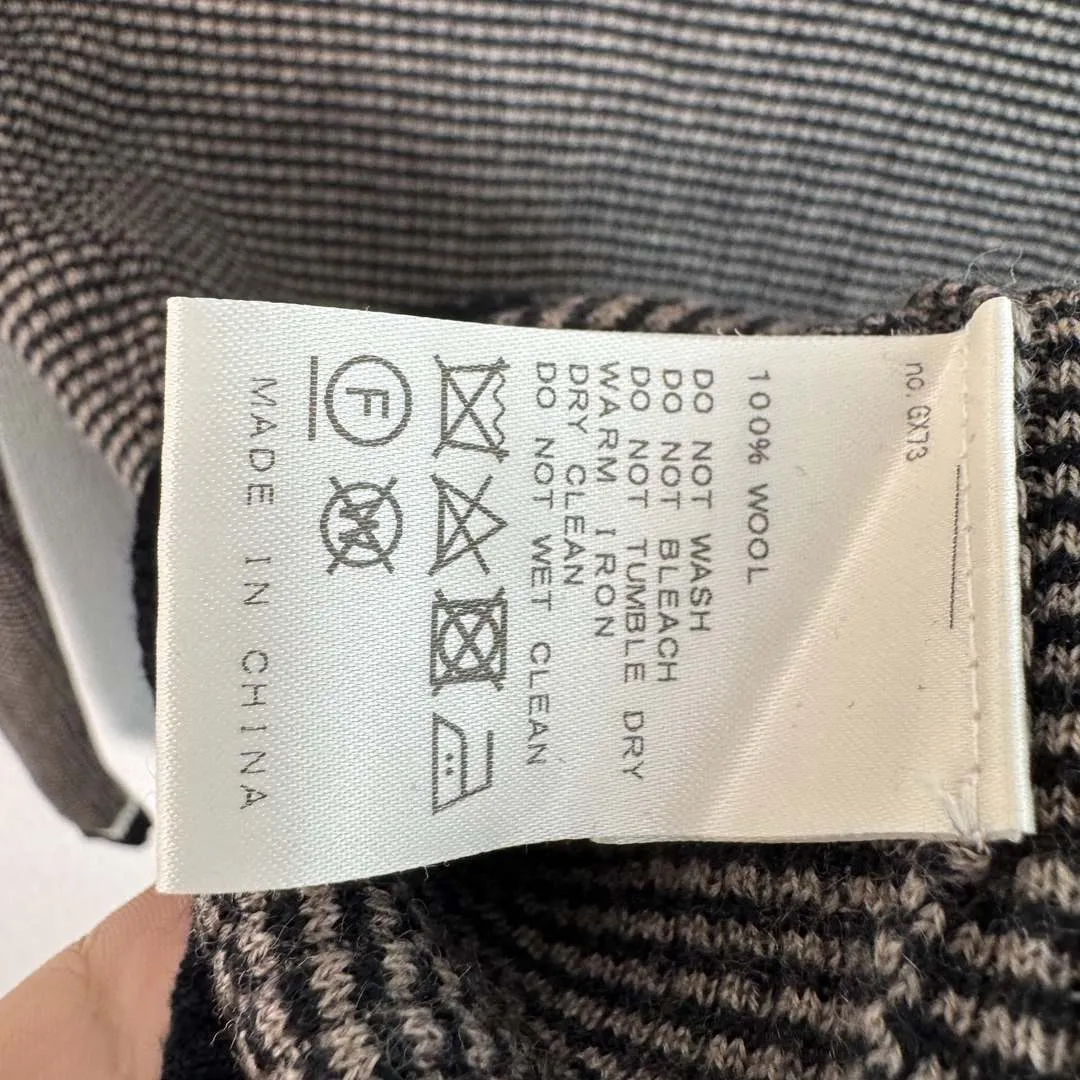 no. GX73
100% WOOL
DO NOT WASH
DO NOT BLEACH
DO NOT TUMBLE DRY
WARM IRON
DRY CLEAN
DO NOT WET CLEAN
F W
MADE IN CHINA